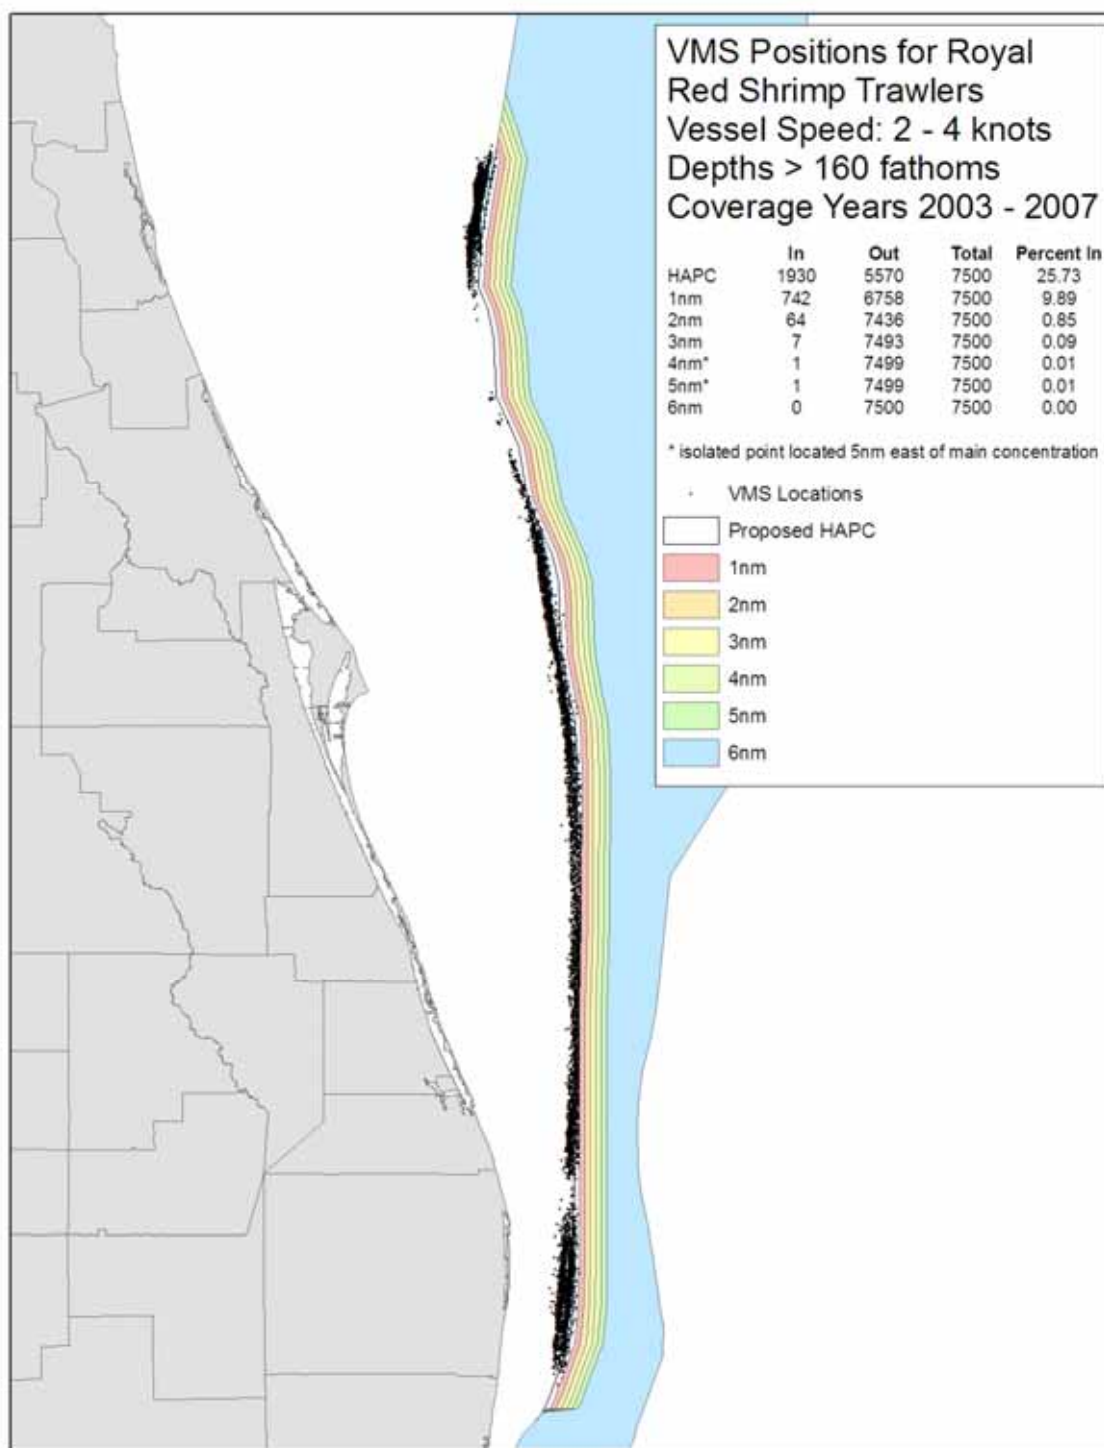 VMS Positions for Royal
Red Shrimp Trawlers
Vessel Speed: 2 - 4 knots
Depths > 160 fathoms
Coverage Years 2003 - 2007
In Out Total Percent In
HAPC 1930 5570 7500 25.73
1nm 742 6758 7500 9.89
2nm 64 7436 7500 0.85
3nm 7 7493 7500 0.09
4nm* 1 7499 7500 0.01
5nm* 1 7499 7500 0.01
6nm 0 7500 7500 0.00
* isolated point located 5nm east of main concentration
VMS Locations
Proposed HAPC
1nm
2nm
3nm
4nm
5nm
6nm